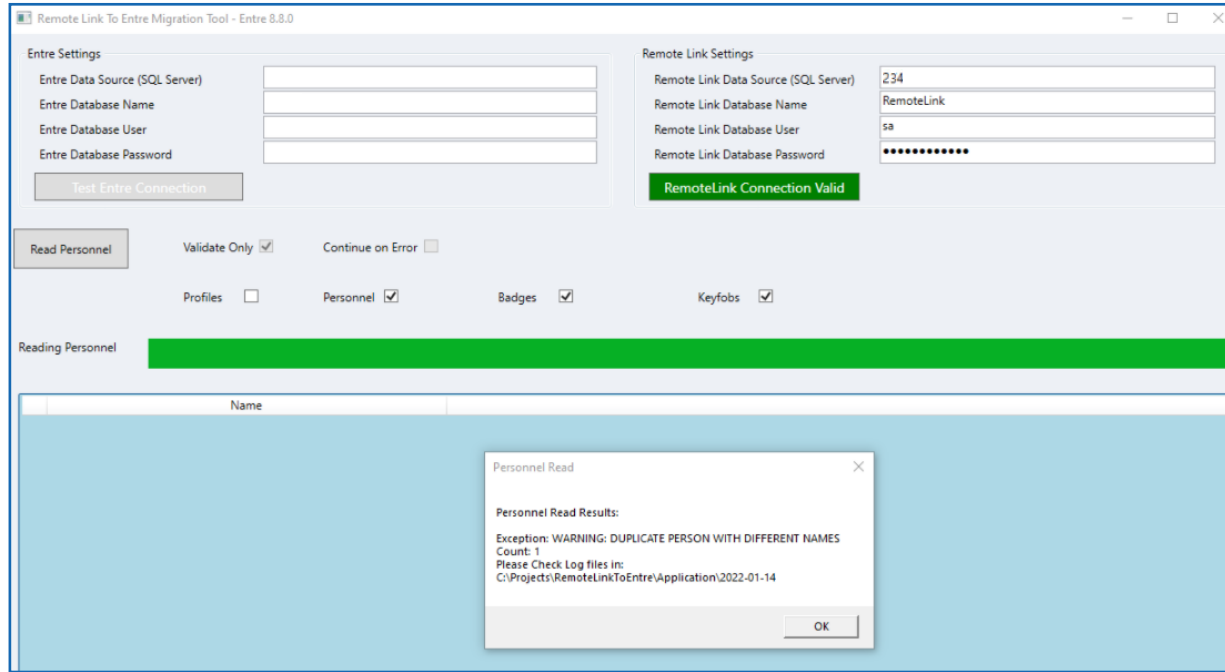 Remote Link To Entre Migration Tool - Entre 8.8.0
Entre Settings
Entre Data Source (SQL Server)
Entre Database Name
Entre Database User
Entre Database Password
Test Entre Connection
Remote Link Settings
Remote Link Data Source (SQL Server) 234
Remote Link Database Name RemoteLink
Remote Link Database User sa
Remote Link Database Password ••••••••••••
RemoteLink Connection Valid
Read Personnel Validate Only Continue on Error
Profiles Personnel Badges Keyfobs
Reading Personnel
Name
Personnel Read
Personnel Read Results:
Exception: WARNING: DUPLICATE PERSON WITH DIFFERENT NAMES
Count: 1
Please Check Log files in:
C:\Projects\RemoteLinkToEntre\Application\2022-01-14
OK